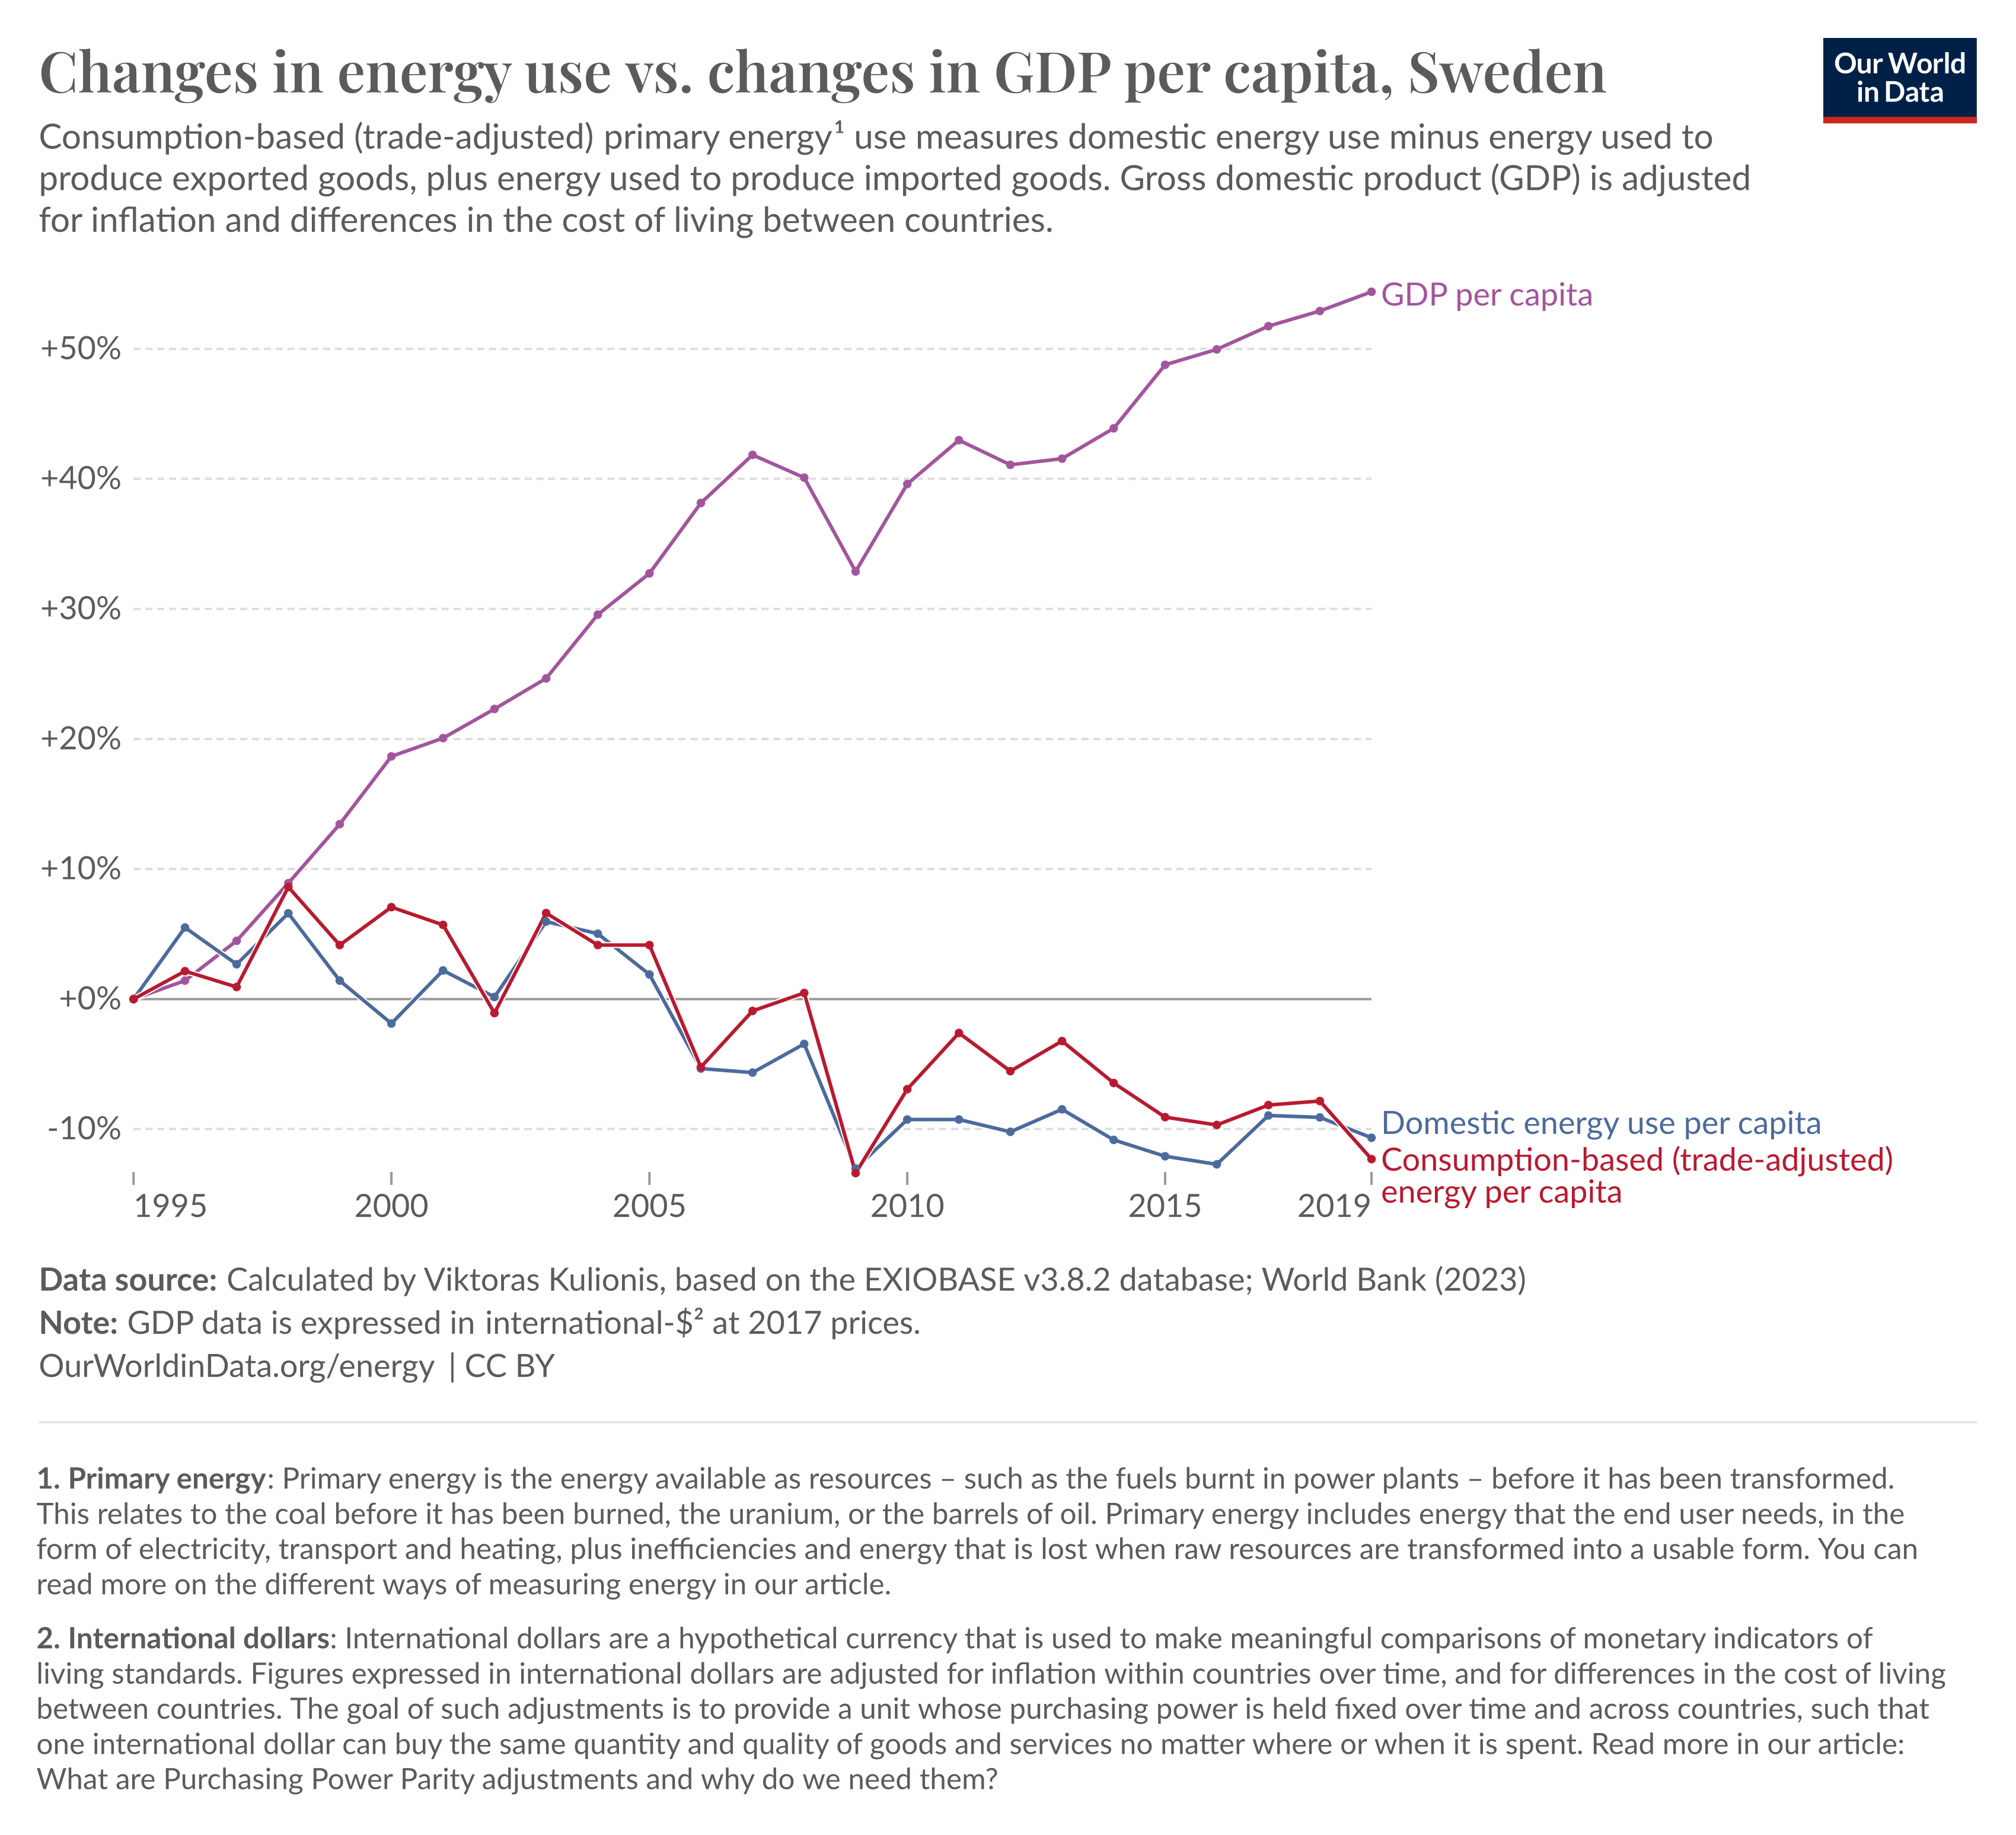 Changes in energy use vs. changes in GDP per capita, Sweden
Our World
in Data
Consumption-based (trade-adjusted) primary energy¹ use measures domestic energy use minus energy used to
produce exported goods, plus energy used to produce imported goods. Gross domestic product (GDP) is adjusted
for inflation and differences in the cost of living between countries.
GDP per capita
+50%
+40%
+30%
+20%
+10%
+0%
-10%
Domestic energy use per capita
Consumption-based (trade-adjusted)
energy per capita
1995
2000
2005
2010
2015
2019
Data source: Calculated by Viktoras Kulionis, based on the EXIOBASE v3.8.2 database; World Bank (2023)
Note: GDP data is expressed in international-$² at 2017 prices.
OurWorldinData.org/energy | CC BY
1. Primary energy: Primary energy is the energy available as resources – such as the fuels burnt in power plants – before it has been transformed.
This relates to the coal before it has been burned, the uranium, or the barrels of oil. Primary energy includes energy that the end user needs, in the
form of electricity, transport and heating, plus inefficiencies and energy that is lost when raw resources are transformed into a usable form. You can
read more on the different ways of measuring energy in our article.
2. International dollars: International dollars are a hypothetical currency that is used to make meaningful comparisons of monetary indicators of
living standards. Figures expressed in international dollars are adjusted for inflation within countries over time, and for differences in the cost of living
between countries. The goal of such adjustments is to provide a unit whose purchasing power is held fixed over time and across countries, such that
one international dollar can buy the same quantity and quality of goods and services no matter where or when it is spent. Read more in our article:
What are Purchasing Power Parity adjustments and why do we need them?